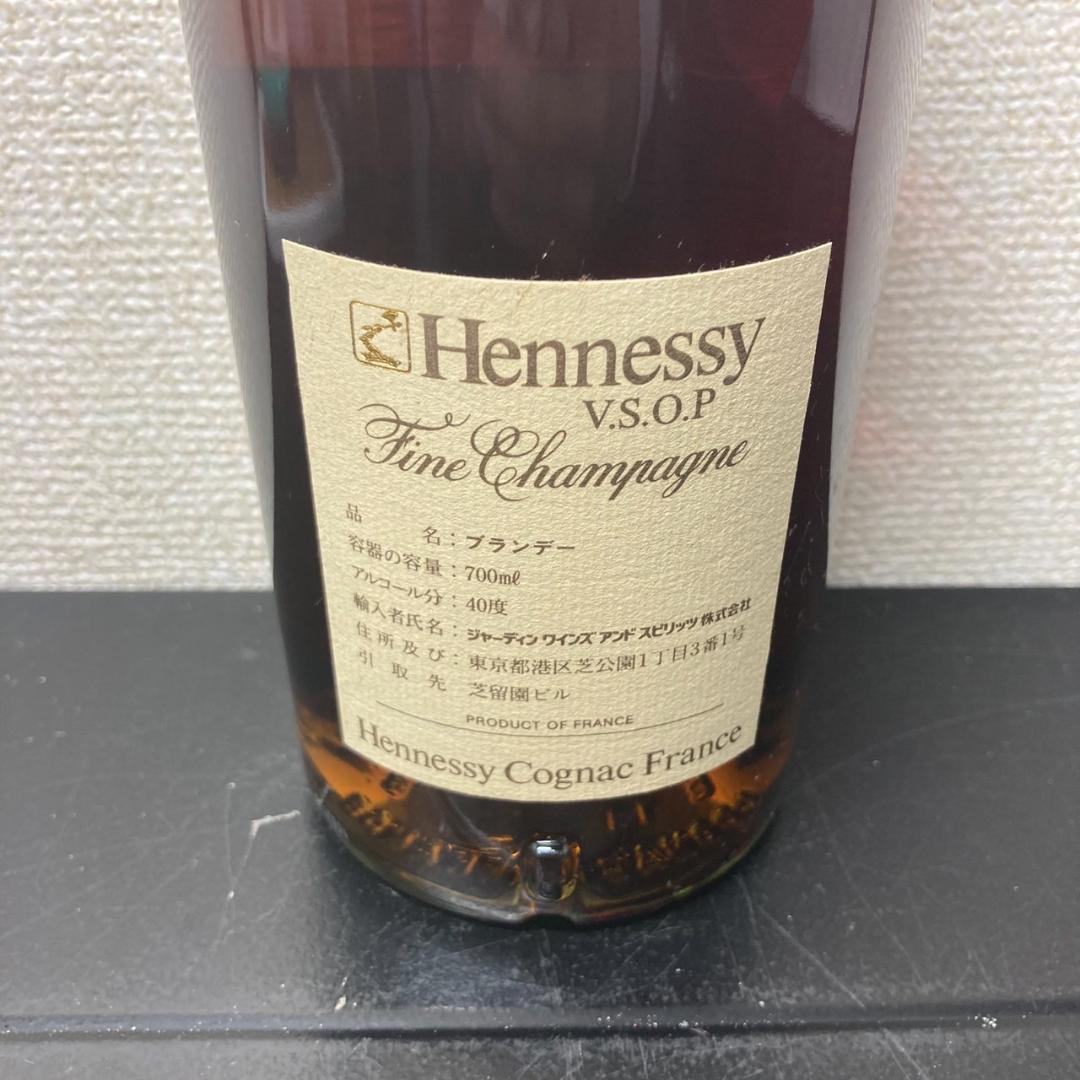 Hennessy
V.S.O.P
Fine Champagne
品名：ブランデー
容器の容量：700mℓ
アルコール分：40度
輸入者氏名：ジャーディン ワインズ アンド スピリッツ 株式会社
住所及び：東京都港区芝公園1丁目3番1号
引取先 芝留園ビル
PRODUCT OF FRANCE
Hennessy Cognac France